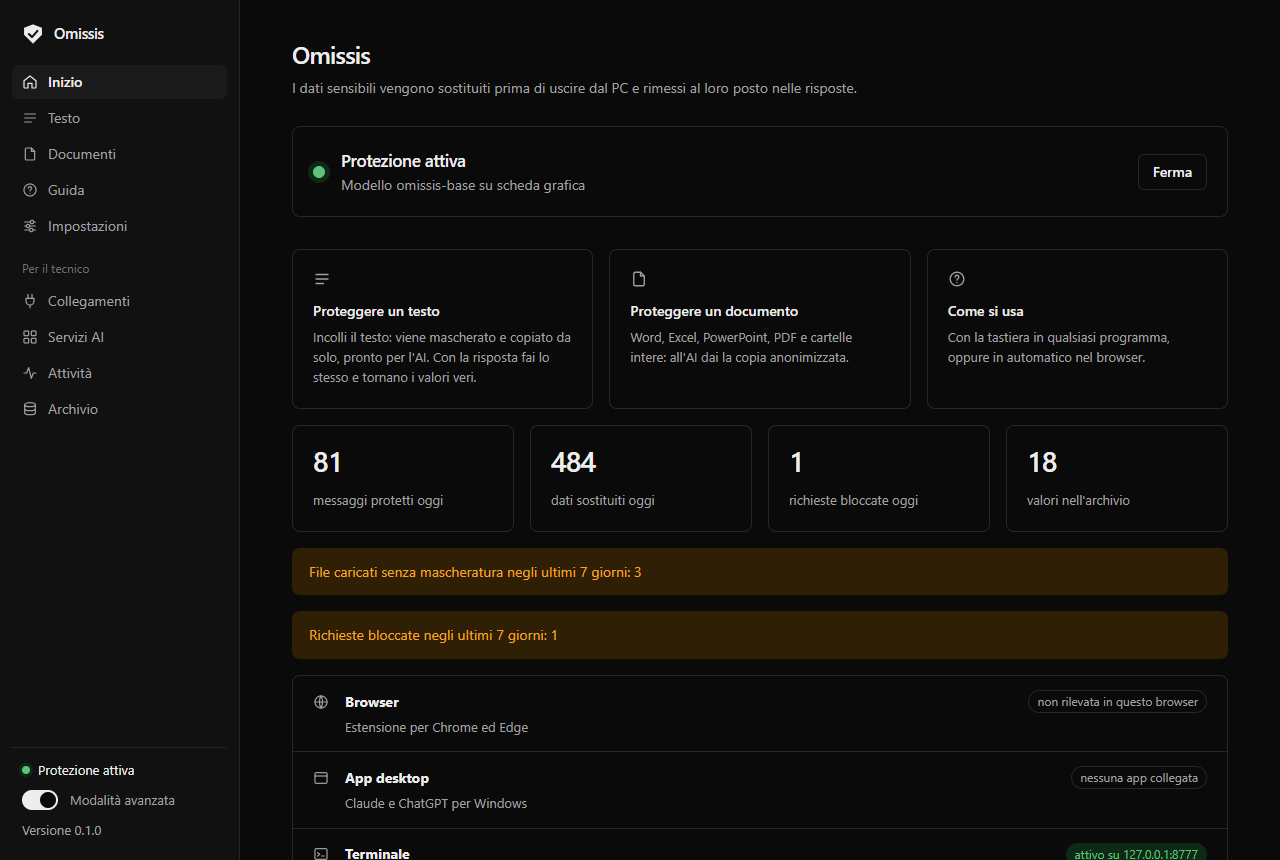 Omissis
Inizio
Testo
Documenti
Guida
Impostazioni
Per il tecnico
Collegamenti
Servizi AI
Attività
Archivio
Protezione attiva
Modalità avanzata
Versione 0.1.0
Omissis
I dati sensibili vengono sostituiti prima di uscire dal PC e rimessi al loro posto nelle risposte.
Protezione attiva
Modello omissis-base su scheda grafica
Ferma
Proteggere un testo
Incolli il testo: viene mascherato e copiato da
solo, pronto per l'AI. Con la risposta fai lo
stesso e tornano i valori veri.
Proteggere un documento
Word, Excel, PowerPoint, PDF e cartelle
intere: all'AI dai la copia anonimizzata.
Come si usa
Con la tastiera in qualsiasi programma,
oppure in automatico nel browser.
81
messaggi protetti oggi
484
dati sostituiti oggi
1
richieste bloccate oggi
18
valori nell'archivio
File caricati senza mascheratura negli ultimi 7 giorni: 3
Richieste bloccate negli ultimi 7 giorni: 1
Browser
non rilevata in questo browser
Estensione per Chrome ed Edge
App desktop
nessuna app collegata
Claude e ChatGPT per Windows
Terminale
attivo su 127.0.0.1:8777